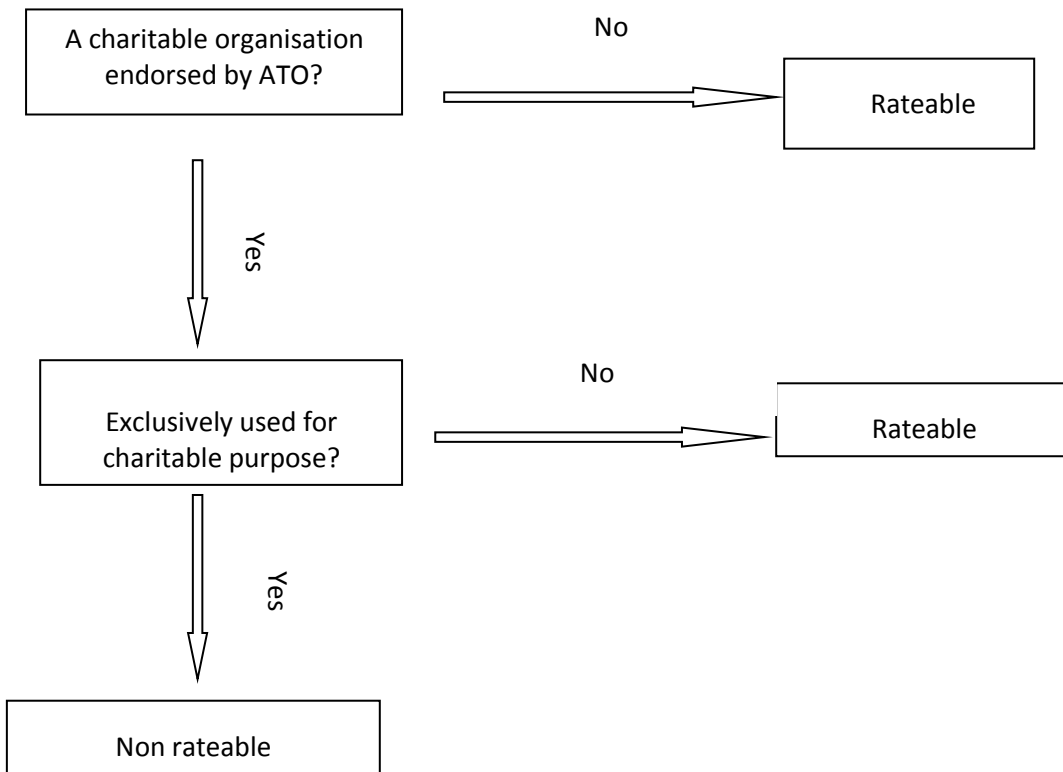 A charitable organisation
endorsed by ATO?
No
Rateable
Yes
Exclusively used for
charitable purpose?
No
Rateable
Yes
Non rateable